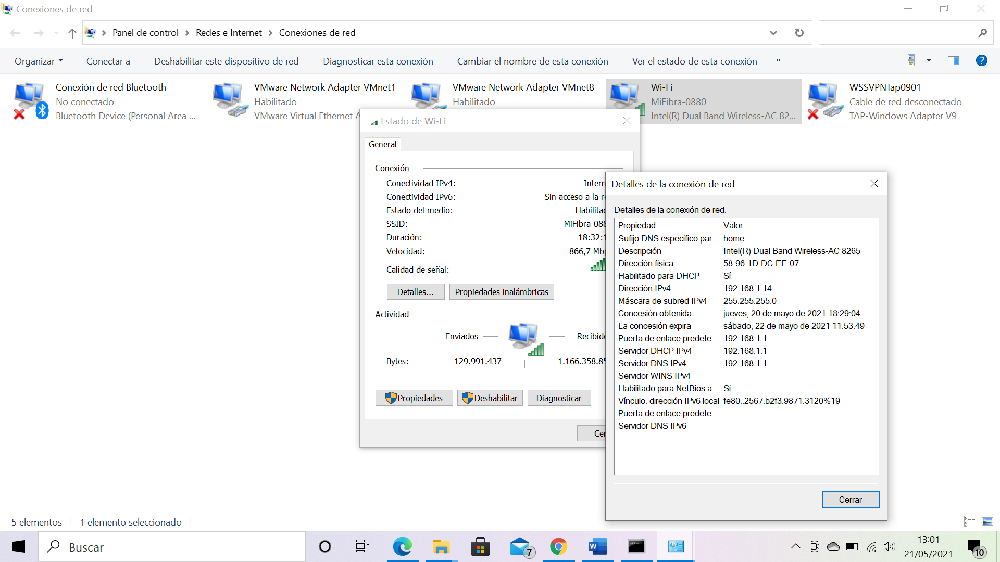 Conexiones de red
Panel de control
Redes e Internet
Conexiones de red
Organizar
Conectar a
Deshabilitar este dispositivo de red
Diagnosticar esta conexión
Cambiar el nombre de esta conexión
Ver el estado de esta conexión
»
Conexión de red Bluetooth
No conectado
Bluetooth Device (Personal Area ...
VMware Network Adapter VMnet1
Habilitado
VMware Virtual Ethernet A
VMware Network Adapter VMnet8
Habilitado
Wi-Fi
MiFibra-0880
Intel(R) Dual Band Wireless-AC 82...
WSSVPNTap0901
Cable de red desconectado
TAP-Windows Adapter V9
Estado de Wi-Fi
General
Conexión
Conectividad IPv4: Intern
Conectividad IPv6: Sin acceso a la re
Estado del medio: Habilitad
SSID: MiFibra-088
Duración: 18:32:1
Velocidad: 866,7 Mbp
Calidad de señal:
Detalles...
Propiedades inalámbricas
Actividad
Enviados
Recibido
Bytes: 129.991.437 1.166.358.85
Propiedades
Deshabilitar
Diagnosticar
Cer
Detalles de la conexión de red
Detalles de la conexión de red:
Propiedad Valor
Sufijo DNS específico par... home
Descripción Intel(R) Dual Band Wireless-AC 8265
Dirección física 58-96-1D-DC-EE-07
Habilitado para DHCP Sí
Dirección IPv4 192.168.1.14
Máscara de subred IPv4 255.255.255.0
Concesión obtenida jueves, 20 de mayo de 2021 18:29:04
La concesión expira sábado, 22 de mayo de 2021 11:53:49
Puerta de enlace predete... 192.168.1.1
Servidor DHCP IPv4 192.168.1.1
Servidor DNS IPv4 192.168.1.1
Servidor WINS IPv4
Habilitado para NetBios a... Sí
Vínculo: dirección IPv6 local fe80::2567:b2f3:9871:3120%19
Puerta de enlace predete...
Servidor DNS IPv6
Cerrar
5 elementos
1 elemento seleccionado
Buscar
7
13:01
21/05/2021
10